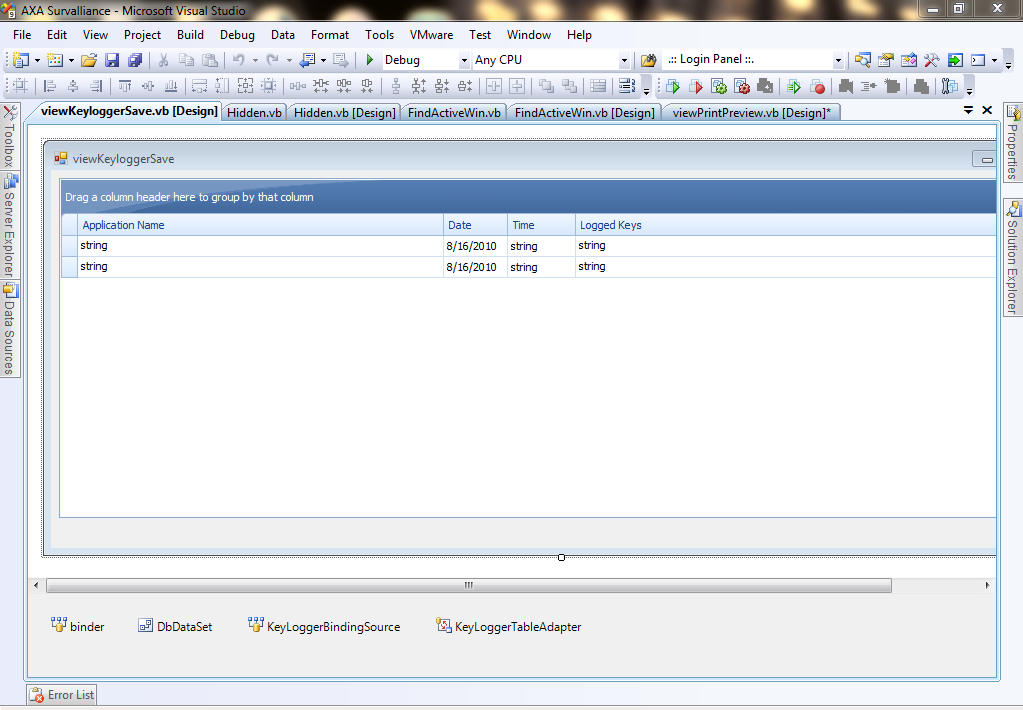 AXA Survalliance - Microsoft Visual Studio
File Edit View Project Build Debug Data Format Tools VMware Test Window Help
Debug Any CPU .:: Login Panel ::.
viewKeyloggerSave.vb [Design] Hidden.vb Hidden.vb [Design] FindActiveWin.vb FindActiveWin.vb [Design] viewPrintPreview.vb [Design]*
Toolbox
Server Explorer
Data Sources
Properties
Solution Explorer
viewKeyloggerSave
Drag a column header here to group by that column
Application Name Date Time Logged Keys
string 8/16/2010 string string
string 8/16/2010 string string
binder DbDataSet KeyLoggerBindingSource KeyLoggerTableAdapter
Error List